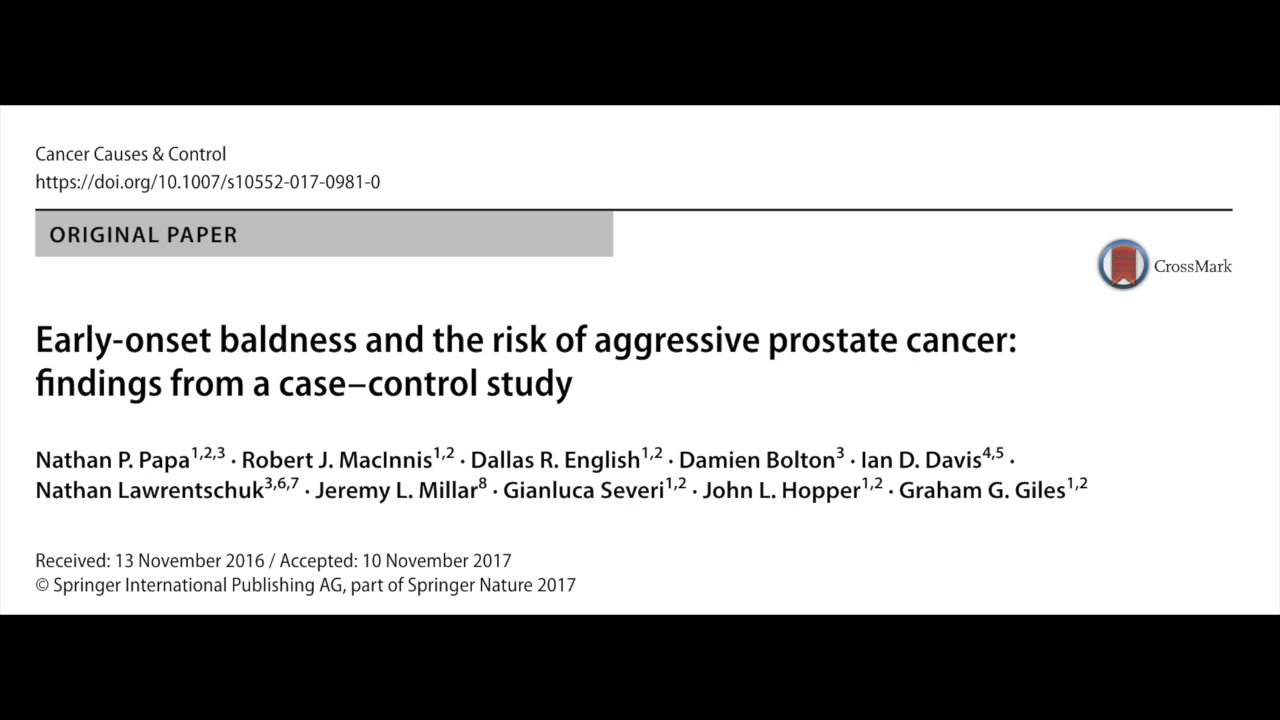 Cancer Causes & Control
https://doi.org/10.1007/s10552-017-0981-0
ORIGINAL PAPER
CrossMark
Early-onset baldness and the risk of aggressive prostate cancer:
findings from a case–control study
Nathan P. Papa1,2,3 · Robert J. MacInnis1,2 · Dallas R. English1,2 · Damien Bolton3 · Ian D. Davis4,5 ·
Nathan Lawrentschuk3,6,7 · Jeremy L. Millar8 · Gianluca Severi1,2 · John L. Hopper1,2 · Graham G. Giles1,2
Received: 13 November 2016 / Accepted: 10 November 2017
© Springer International Publishing AG, part of Springer Nature 2017